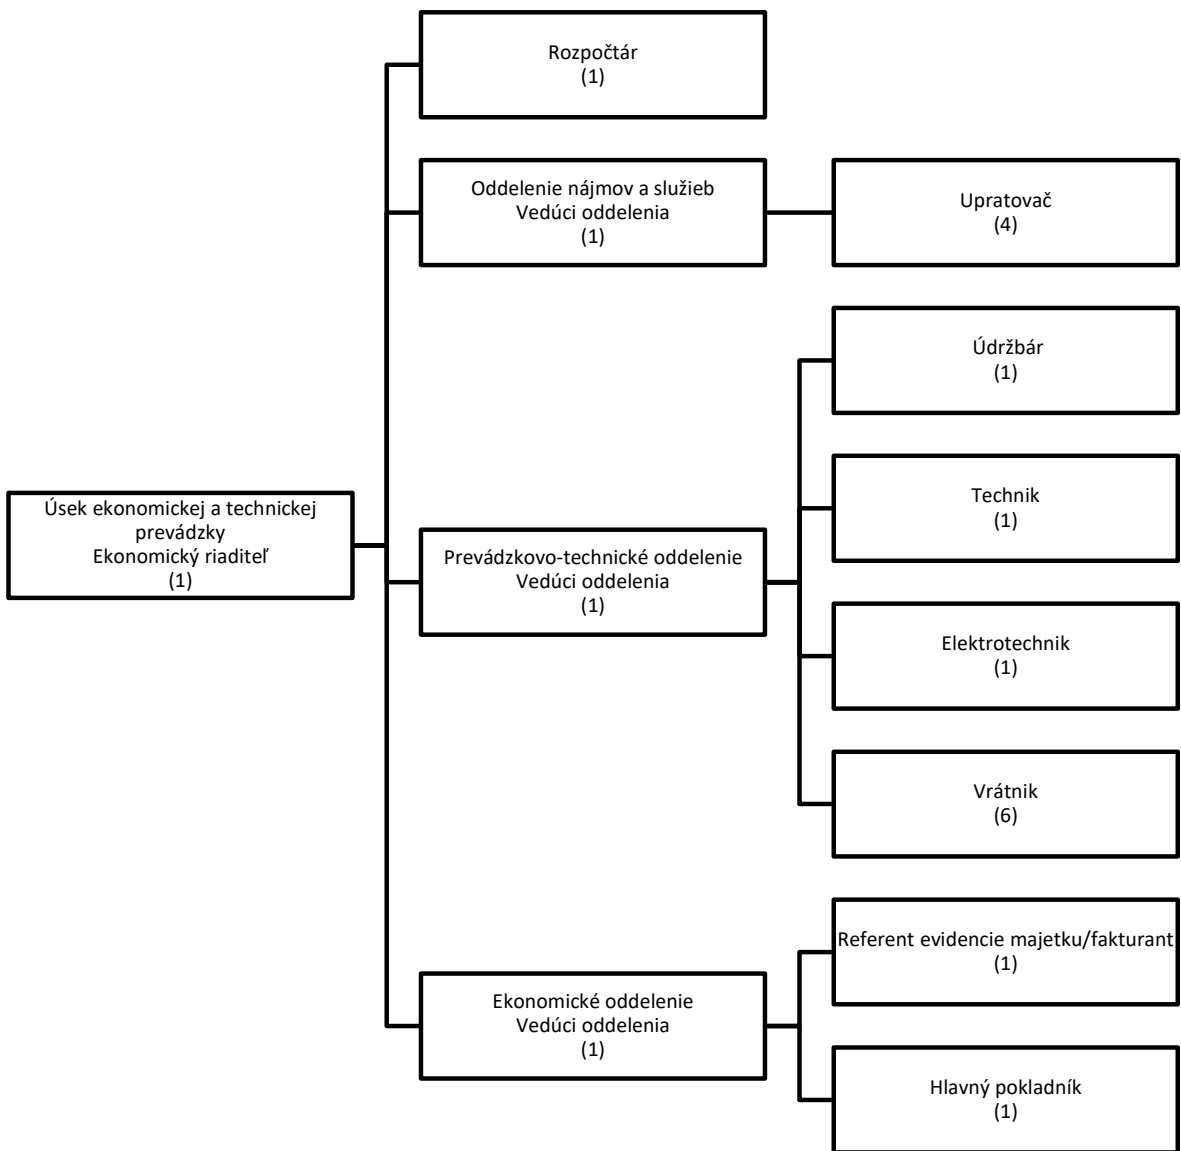 Rozpočtár
(1)
Oddelenie nájmov a služieb
Vedúci oddelenia
(1)
Upratovač
(4)
Údržbár
(1)
Technik
(1)
Úsek ekonomickej a technickej
prevádzky
Ekonomický riaditeľ
(1)
Prevádzkovo-technické oddelenie
Vedúci oddelenia
(1)
Elektrotechnik
(1)
Vrátnik
(6)
Referent evidencie majetku/fakturant
(1)
Ekonomické oddelenie
Vedúci oddelenia
(1)
Hlavný pokladník
(1)